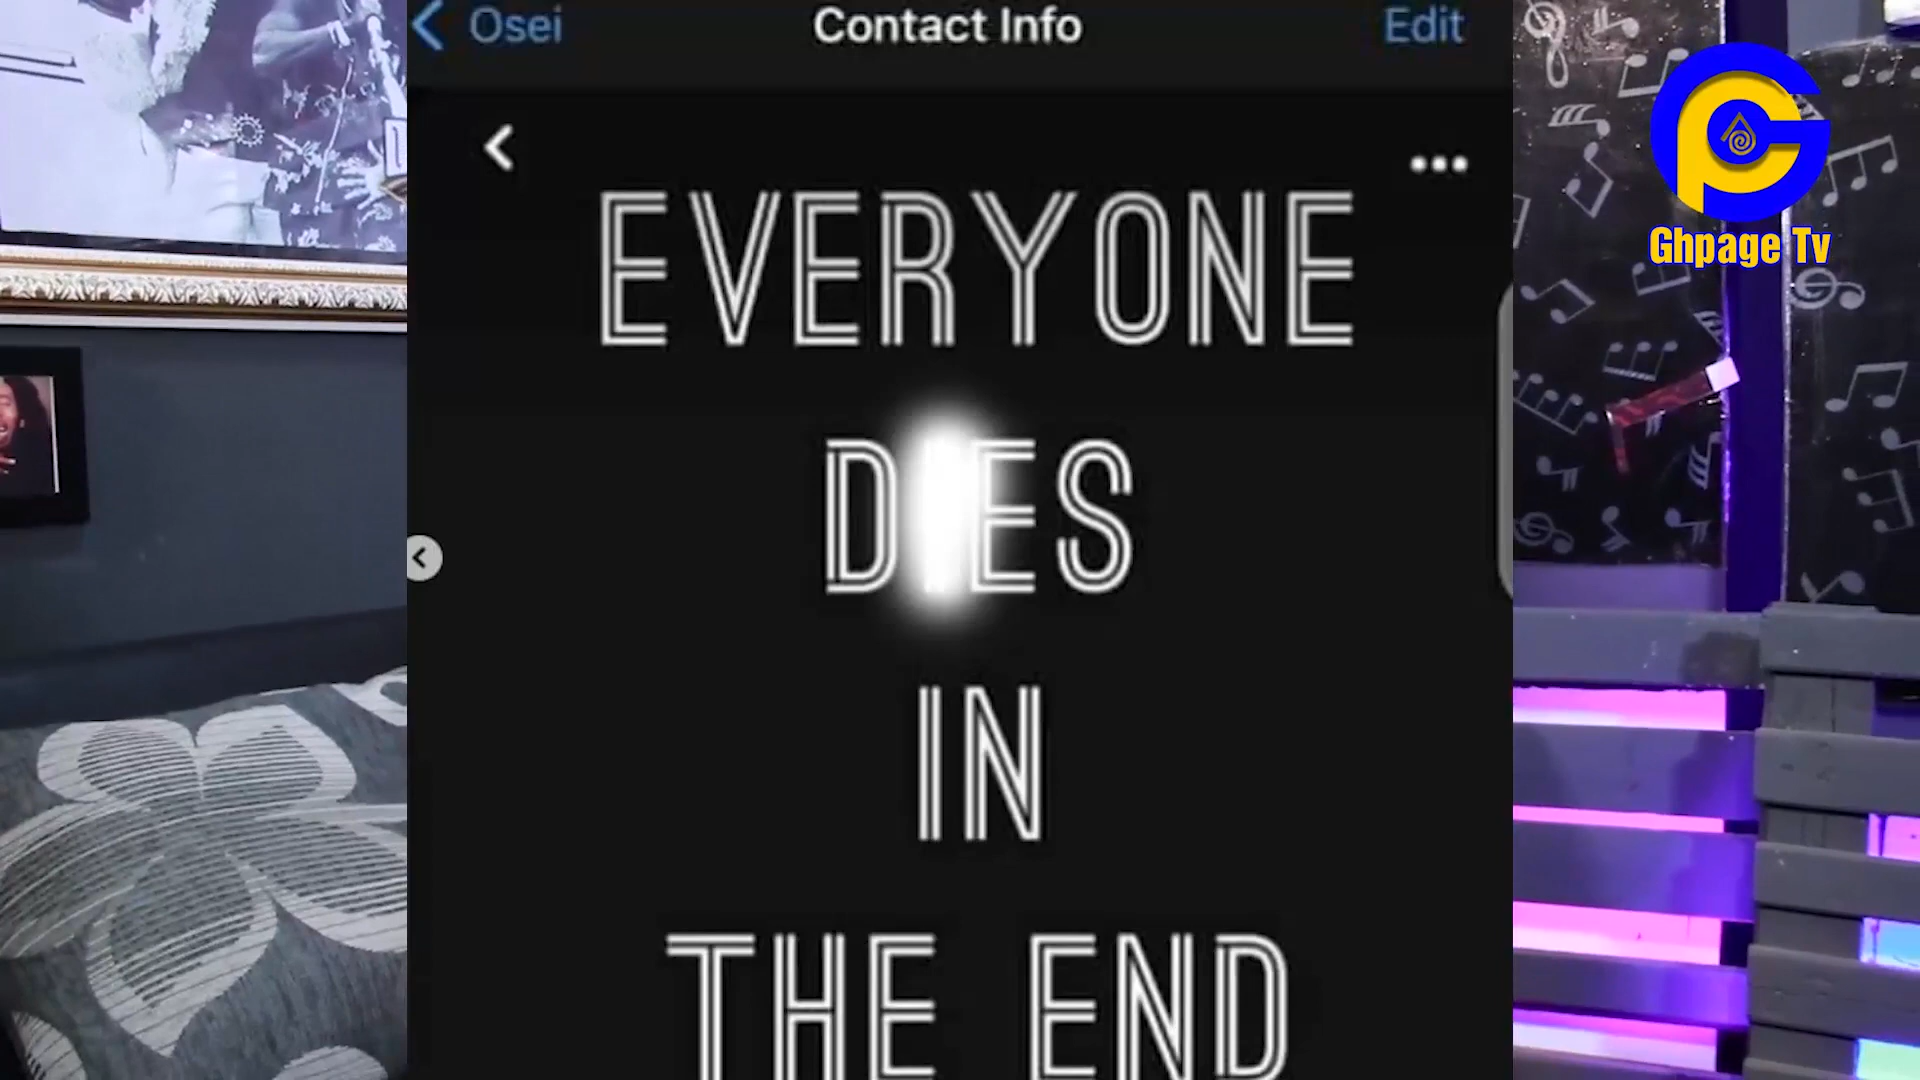 Osei
Contact Info
Edit
EVERYONE
DIES
IN
THE END
Ghpage Tv